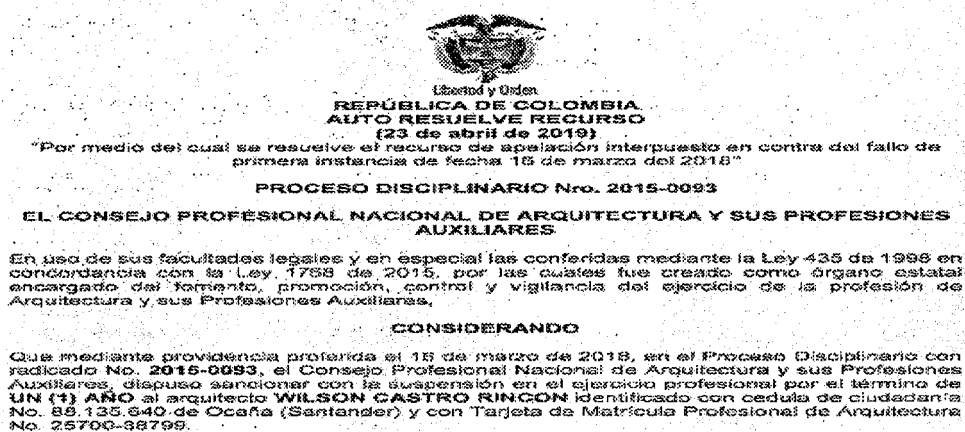 Libertad y Orden
REPÚBLICA DE COLOMBIA
AUTO RESUELVE RECURSO
(23 de abril de 2019)
"Por medio del cual se resuelve el recurso de apelación interpuesto en contra del fallo de
primera instancia de fecha 16 de marzo del 2018"
PROCESO DISCIPLINARIO Nro. 2015-0093
EL CONSEJO PROFESIONAL NACIONAL DE ARQUITECTURA Y SUS PROFESIONES
AUXILIARES
En uso de sus facultades legales y en especial las conferidas mediante la Ley 435 de 1998 en
concordancia con la Ley 1768 de 2015, por las cuales fue creado como órgano estatal
encargado del fomento, promoción, control y vigilancia del ejercicio de la profesión de
Arquitectura y sus Profesiones Auxiliares,
CONSIDERANDO
Que mediante providencia proferida el 16 de marzo de 2018, en el Proceso Disciplinario con
radicado No. 2015-0093, el Consejo Profesional Nacional de Arquitectura y sus Profesiones
Auxiliares, dispuso sancionar con la suspensión en el ejercicio profesional por el término de
UN (1) AÑO al arquitecto WILSON CASTRO RINCON identificado con cedula de ciudadanía
No. 88.135.640 de Ocaña (Santander) y con Tarjeta de Matrícula Profesional de Arquitectura
No. 25700-38799.